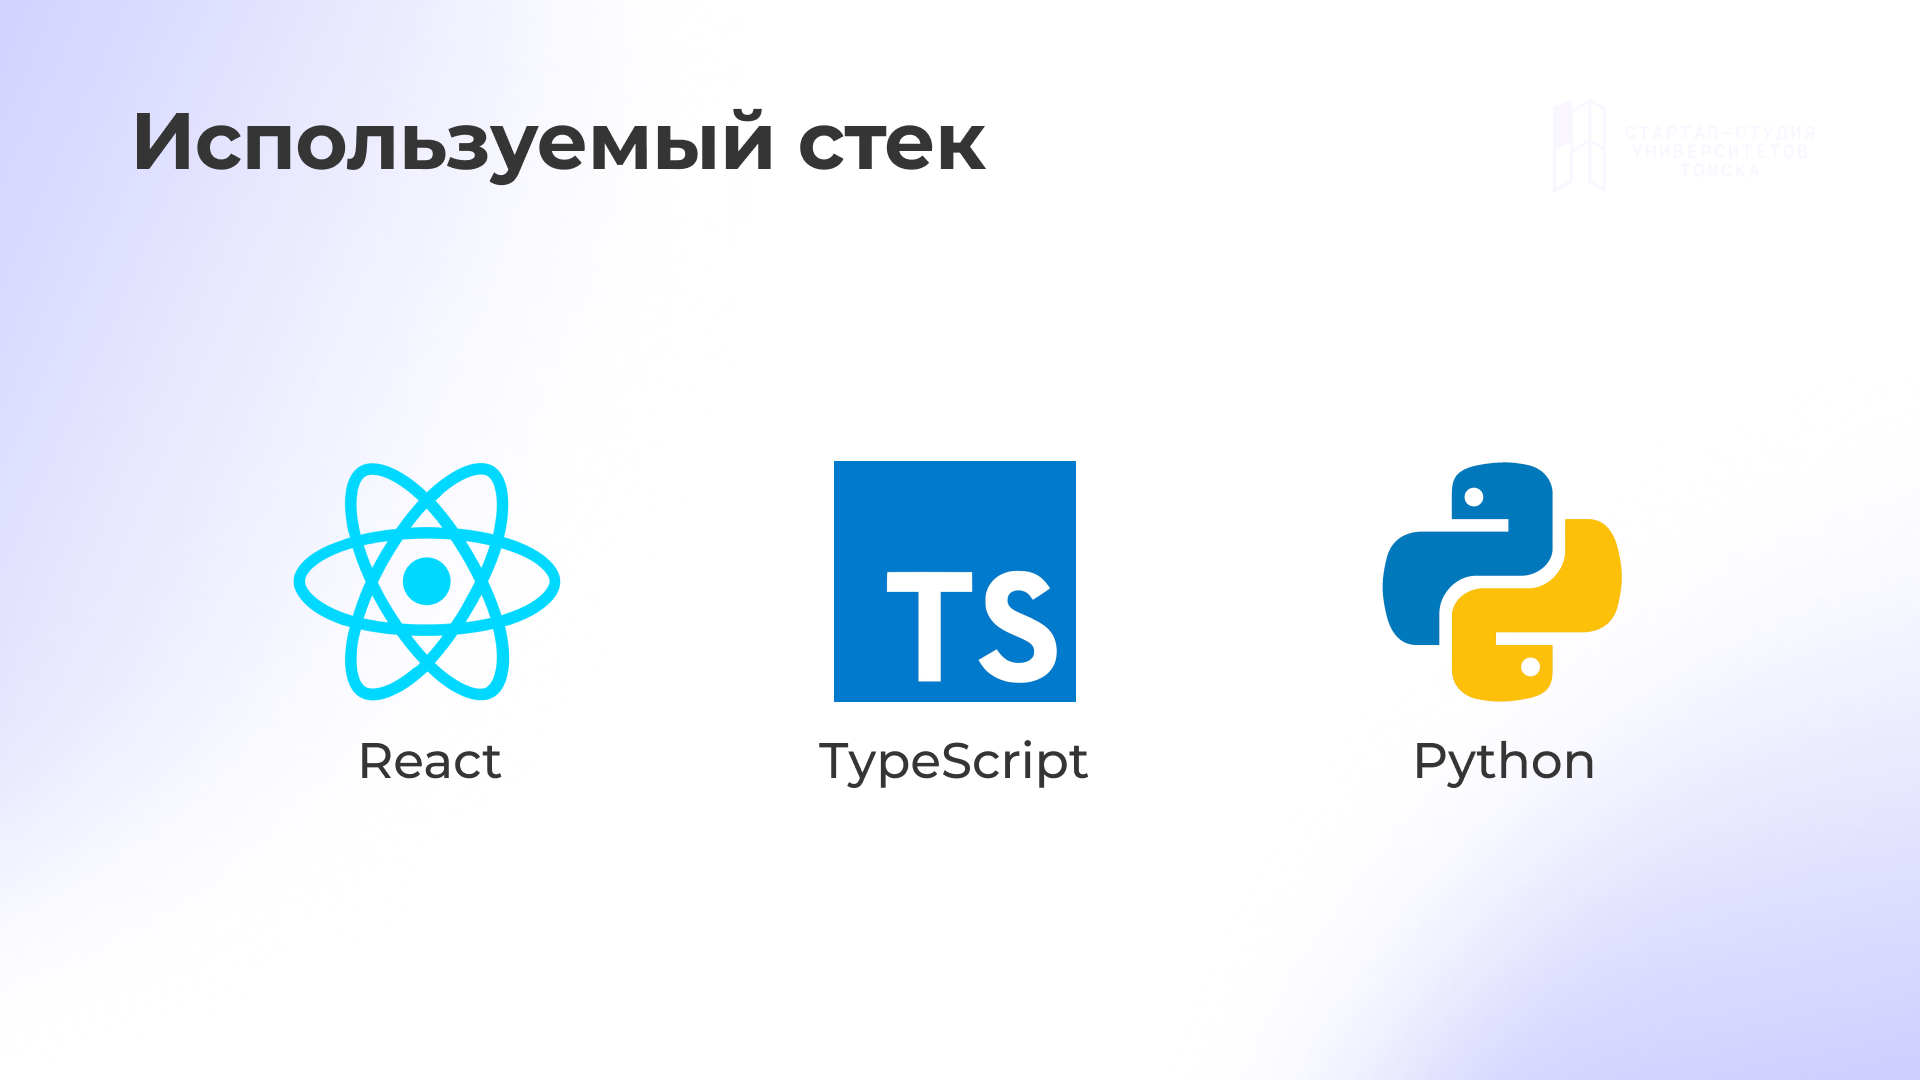 Используемый стек
СТАРТАП-СТУДИЯ
УНИВЕРСИТЕТОВ
ТОМСКА
TS
React
TypeScript
Python